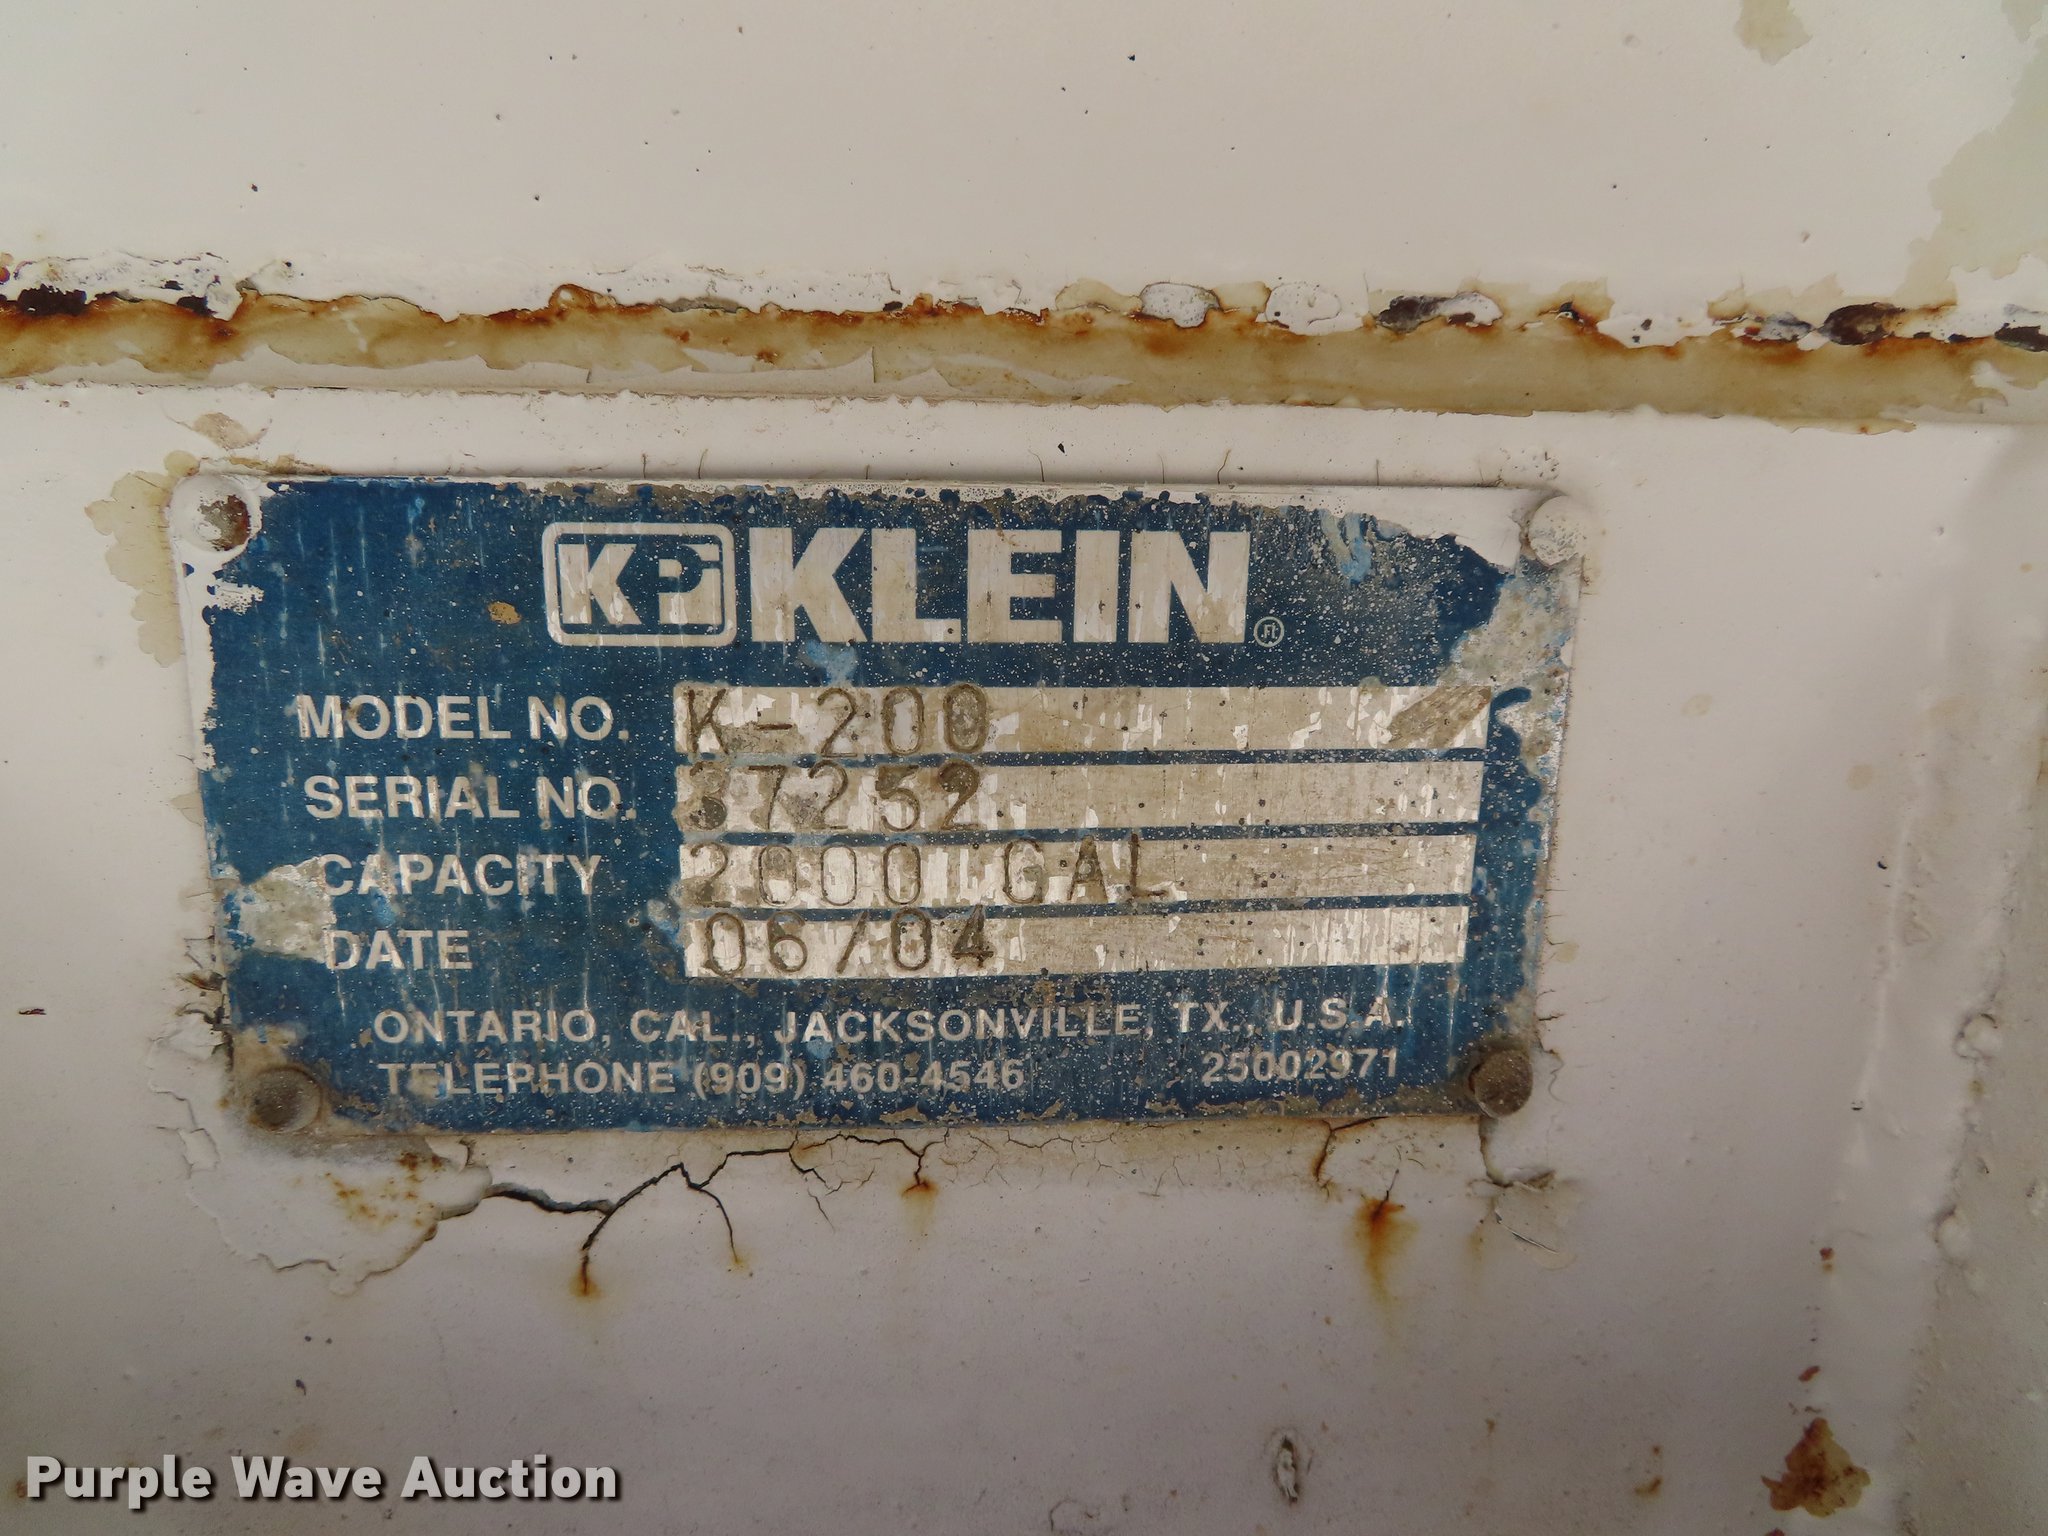 KPI KLEIN ®
MODEL NO. K-200
SERIAL NO. 37252
CAPACITY 2000 GAL
DATE 06/04
ONTARIO, CAL., JACKSONVILLE, TX., U.S.A.
TELEPHONE (909) 460-4546 25002971
Purple Wave Auction